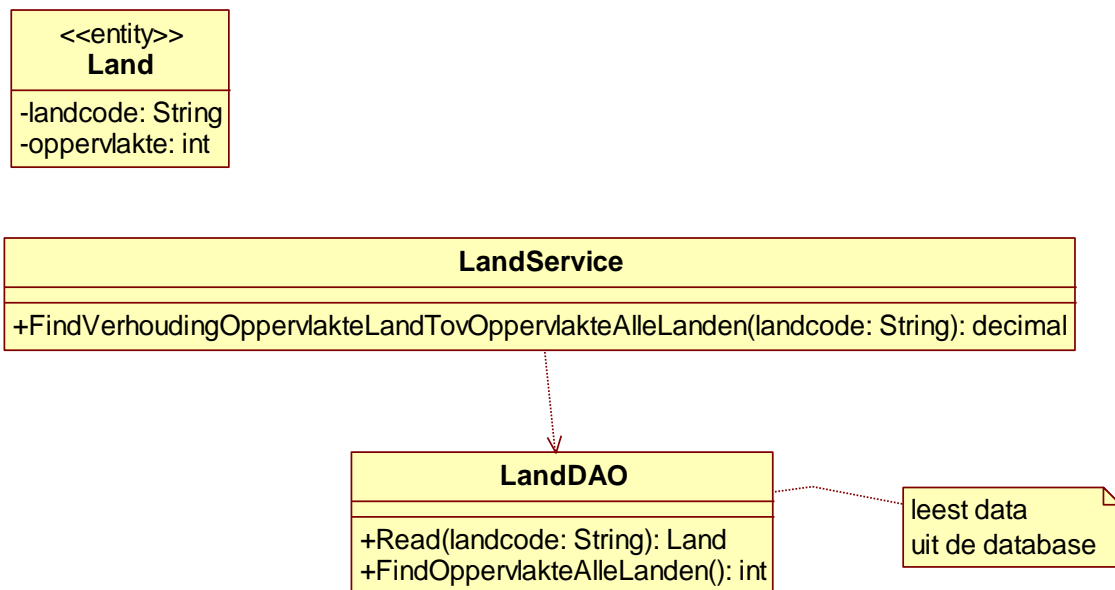 <<entity>>
Land
-landcode: String
-oppervlakte: int
LandService
+FindVerhoudingOppervlakteLandTovOppervlakteAlleLanden(landcode: String): decimal
LandDAO
+Read(landcode: String): Land
+FindOppervlakteAlleLanden(): int
leest data
uit de database